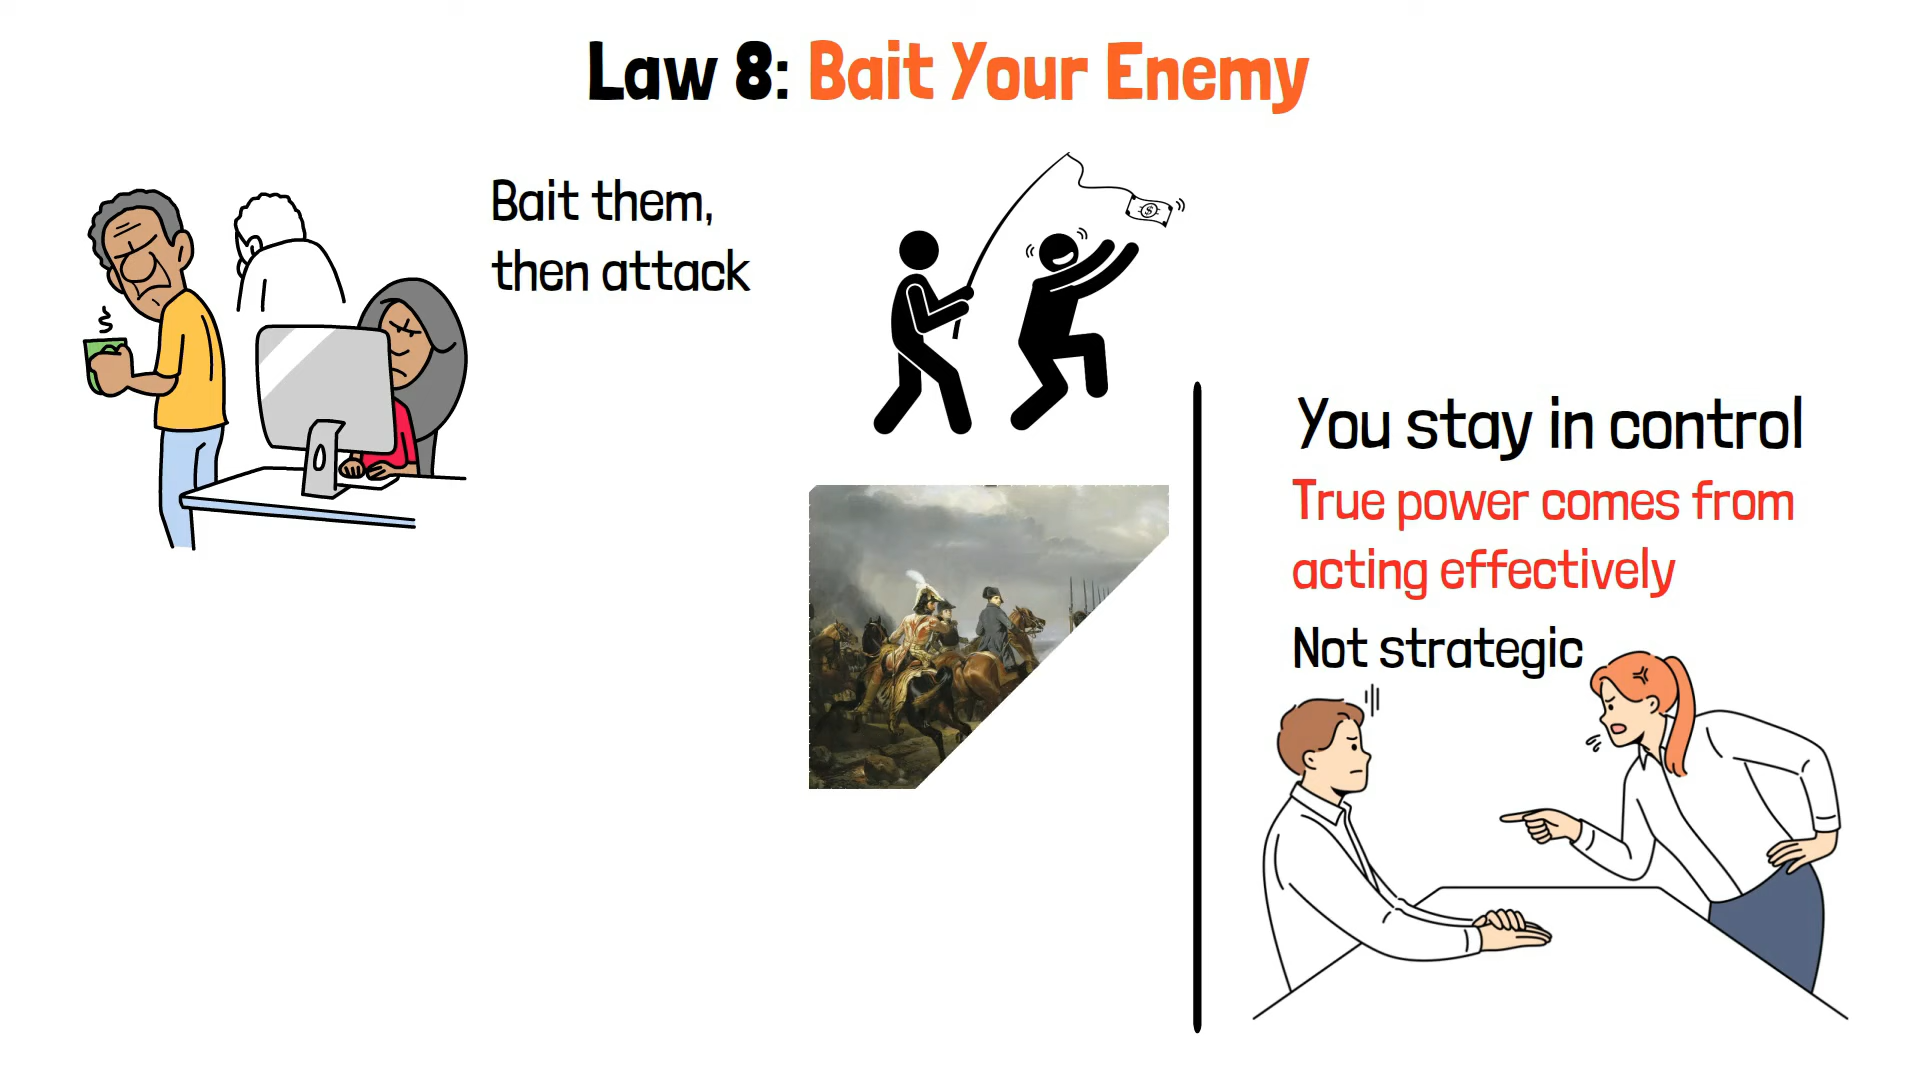 Law 8: Bait Your Enemy
Bait them,
then attack
$
You stay in control
True power comes from
acting effectively
Not strategic